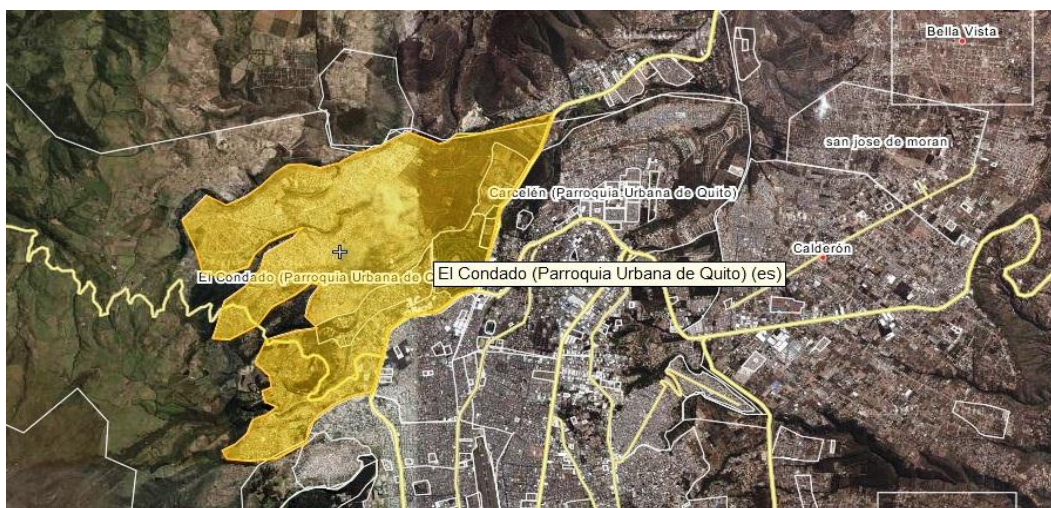 Bella Vista
san jose de moran
Carcelén (Parroquia Urbana de Quito)
Calderón
El Condado (Parroquia Urbana de
El Condado (Parroquia Urbana de Quito) (es)